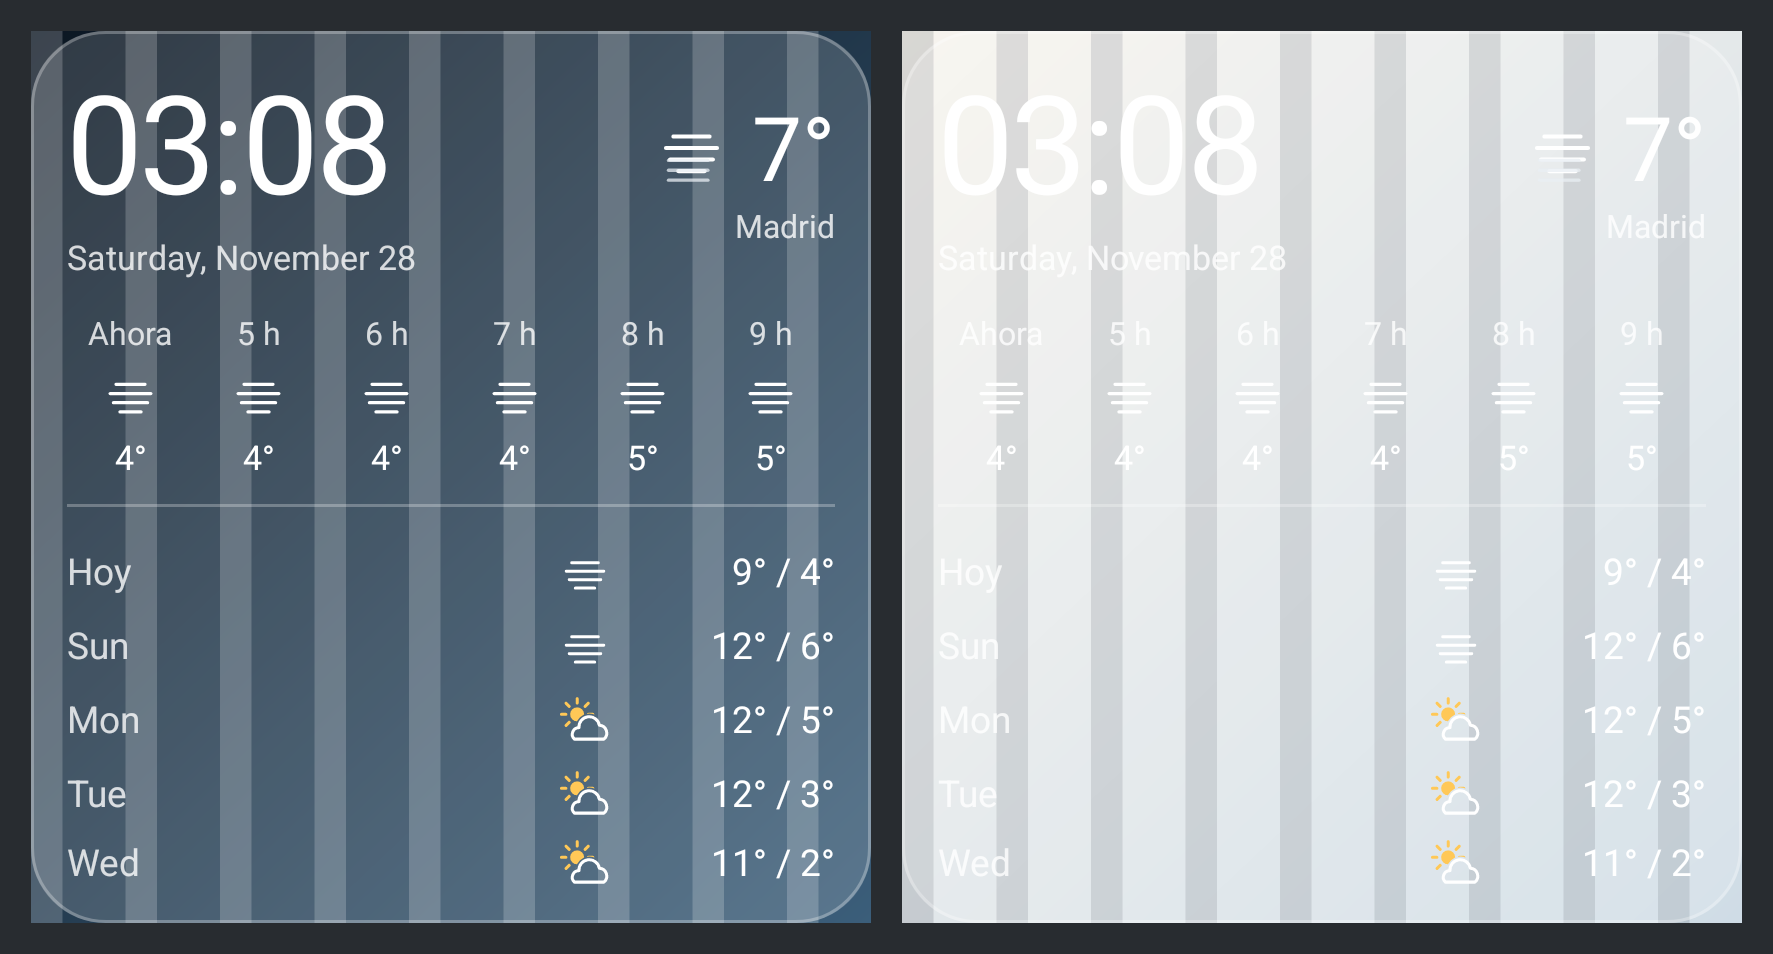 03:08
7°
Madrid
Saturday, November 28
Ahora 5 h 6 h 7 h 8 h 9 h
4° 4° 4° 4° 5° 5°
Hoy 9° / 4°
Sun 12° / 6°
Mon 12° / 5°
Tue 12° / 3°
Wed 11° / 2°
03:08
7°
Madrid
Saturday, November 28
Ahora 5 h 6 h 7 h 8 h 9 h
4° 4° 4° 4° 5° 5°
Hoy 9° / 4°
Sun 12° / 6°
Mon 12° / 5°
Tue 12° / 3°
Wed 11° / 2°